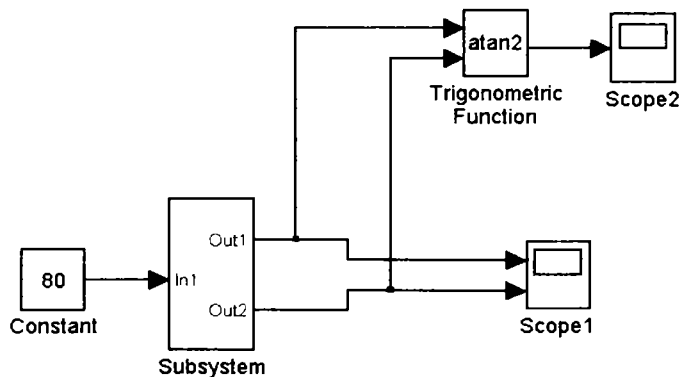 atan2
Trigonometric
Function
Scope2
Out1
80
In1
Out2
Constant
Scope1
Subsystem